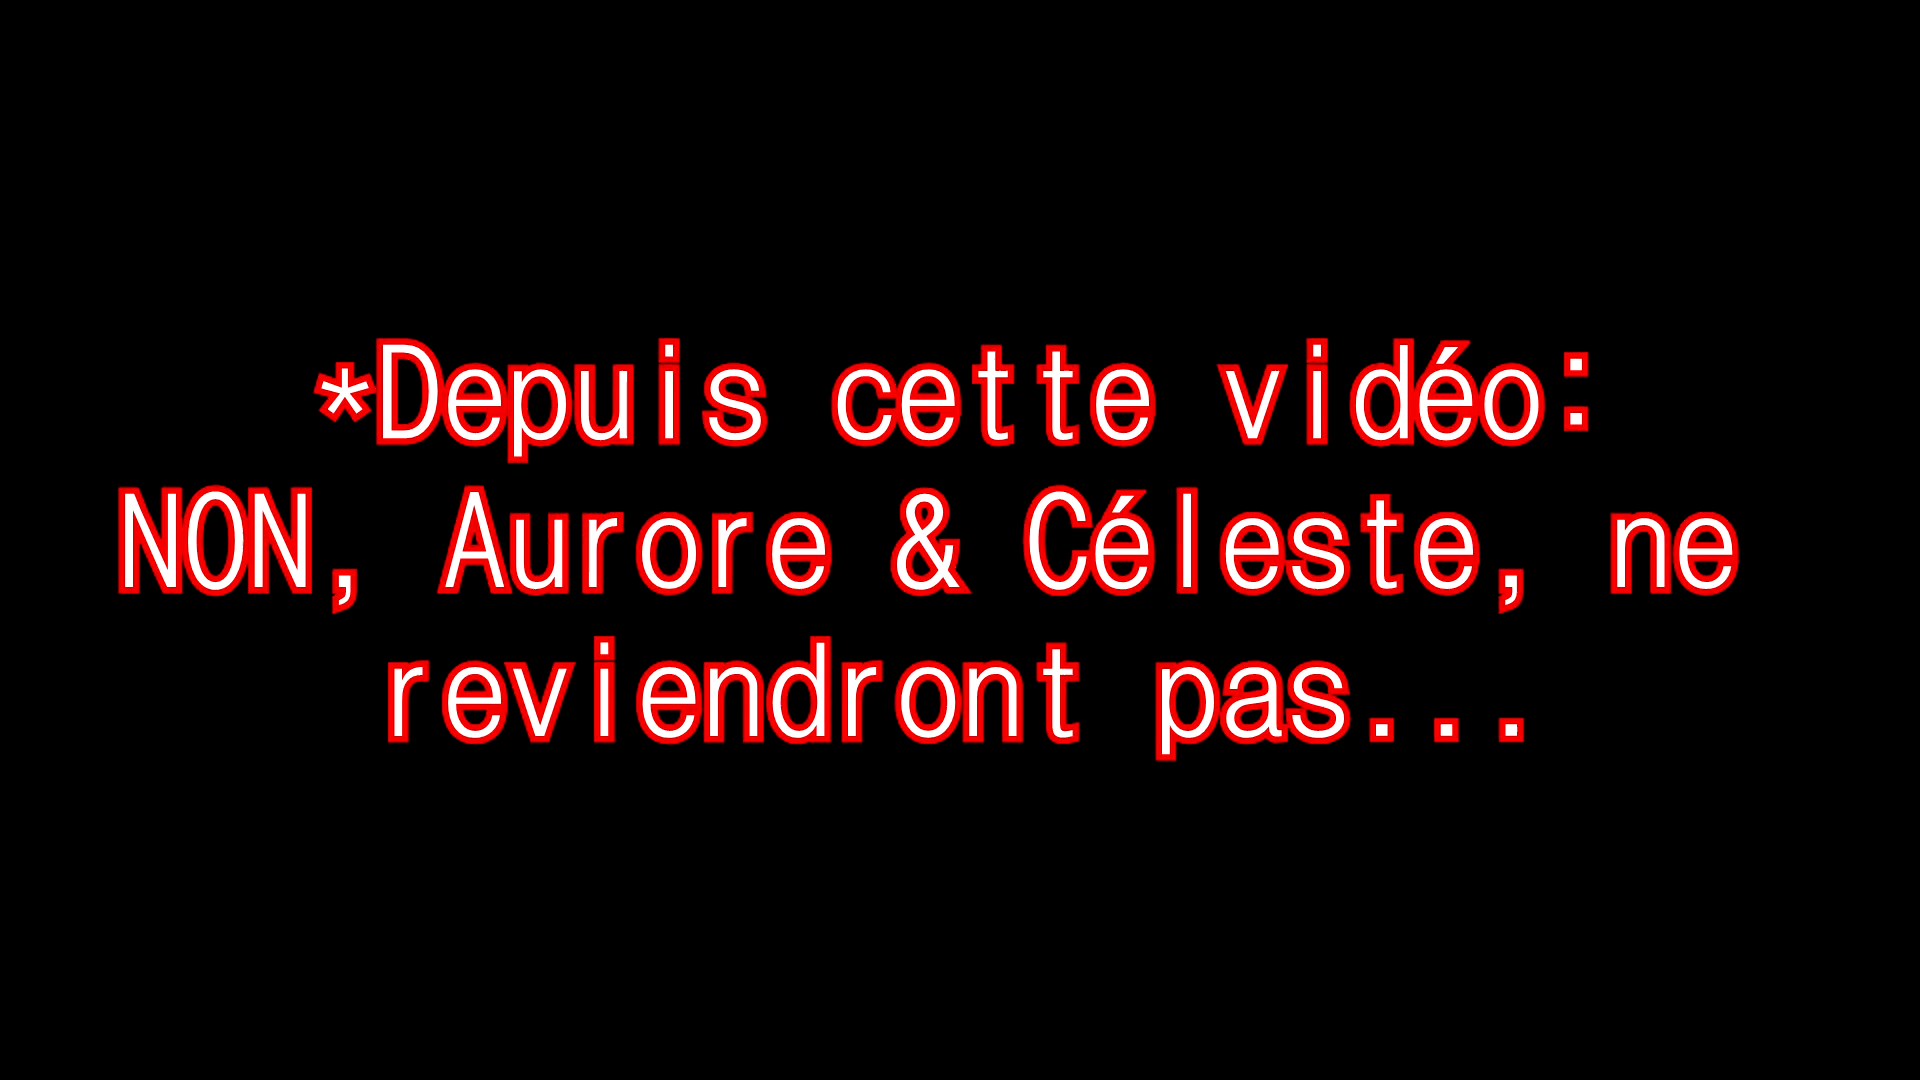 *Depuis cette vidéo:
NON, Aurore & Céleste, ne
reviendront pas...